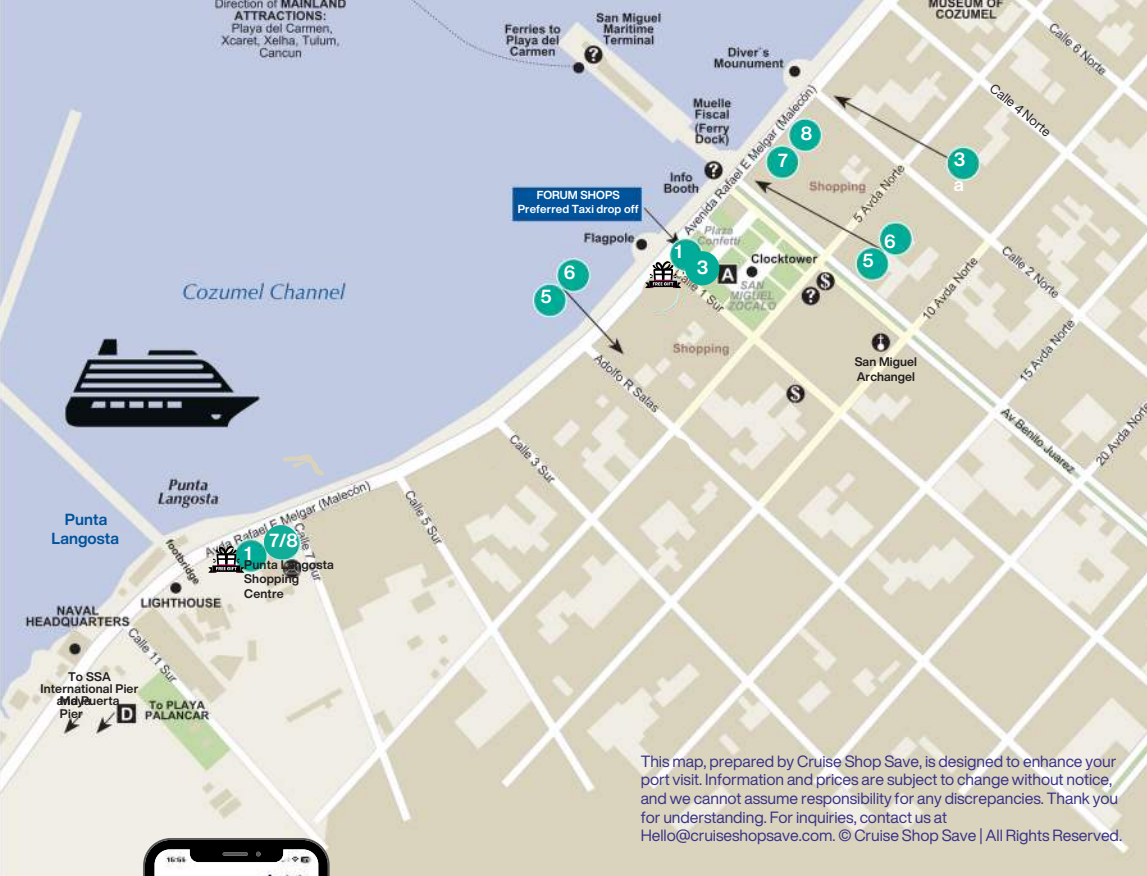 Direction of MAINLAND
ATTRACTIONS:
Playa del Carmen,
Xcaret, Xelha, Tulum,
Cancun
Ferries to
Playa del
Carmen
San Miguel
Maritime
Terminal
?
Diver´s
Mounument
MUSEUM OF
COZUMEL
Calle 6 Norte
Calle 4 Norte
Muelle
Fiscal
(Ferry
Dock)
Avenida Rafael E Melgar (Malecón)
8
7
3
a
Info
Booth
?
Shopping
5 Avda Norte
FORUM SHOPS
Preferred Taxi drop off
Flagpole
Plaza
Confetti
1
3
A
Clocktower
SAN
MIGUEL
ZOCALO
FREE GIFT
Calle 1 Sur
6
5
$
?
Calle 2 Norte
10 Avda Norte
6
5
Cozumel Channel
Shopping
San Miguel
Archangel
15 Avda Norte
Adolfo R Salas
$
Av Benito Juarez
20 Avda Norte
Calle 3 Sur
Calle 5 Sur
Punta
Langosta
Punta
Langosta
Avda Rafael E Melgar (Malecón)
Calle 7 Sur
7/8
1
FREE GIFT
Punta Langosta
Shopping
Centre
footbridge
LIGHTHOUSE
NAVAL
HEADQUARTERS
Calle 11 Sur
To SSA
International Pier
and Puerta
Maya
Pier
D
To PLAYA
PALANCAR
This map, prepared by Cruise Shop Save, is designed to enhance your
port visit. Information and prices are subject to change without notice,
and we cannot assume responsibility for any discrepancies. Thank you
for understanding. For inquiries, contact us at
Hello@cruiseshopsave.com. © Cruise Shop Save | All Rights Reserved.